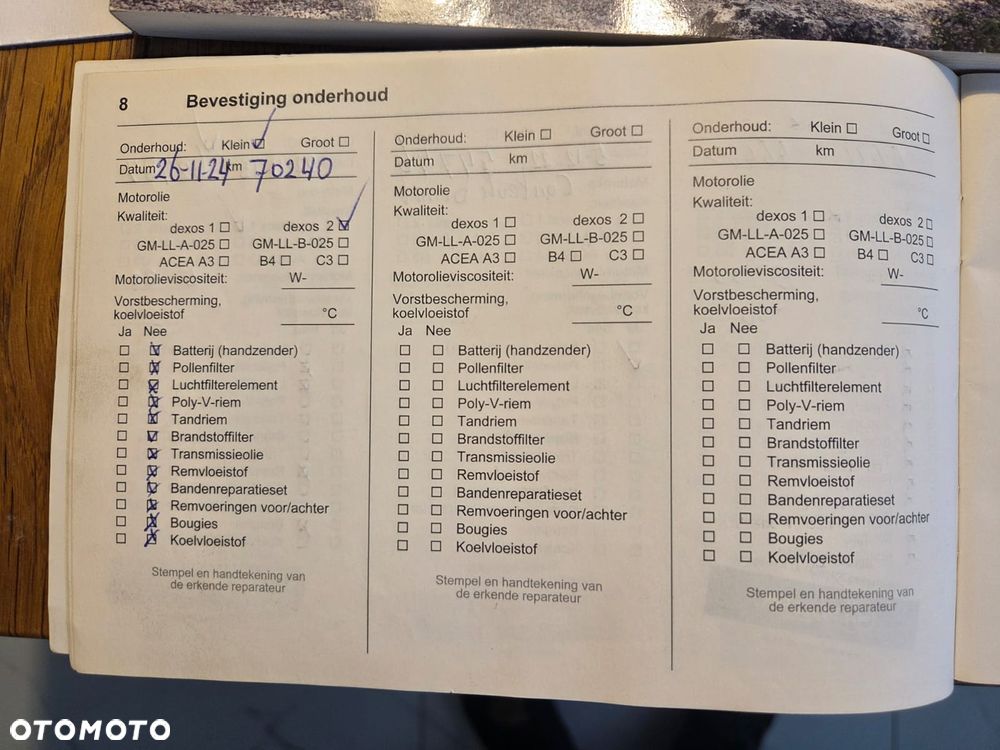 8 Bevestiging onderhoud
Onderhoud: Klein ☑ Groot ☐
Datum 26-11-24 km 70240
Motorolie
Kwaliteit:
dexos 1 ☐ dexos 2 ☑
GM-LL-A-025 ☐ GM-LL-B-025 ☐
ACEA A3 ☐ B4 ☐ C3 ☐
Motorolieviscositeit: W-
Vorstbescherming,
koelvloeistof °C
Ja Nee
☐ ☑ Batterij (handzender)
☐ ☑ Pollenfilter
☐ ☑ Luchtfilterelement
☐ ☑ Poly-V-riem
☐ ☑ Tandriem
☐ ☑ Brandstoffilter
☐ ☑ Transmissieolie
☐ ☑ Remvloeistof
☐ ☑ Bandenreparatieset
☐ ☑ Remvoeringen voor/achter
☐ ☑ Bougies
☐ ☑ Koelvloeistof
Stempel en handtekening van
de erkende reparateur
Onderhoud: Klein ☐ Groot ☐
Datum km
Motorolie
Kwaliteit:
dexos 1 ☐ dexos 2 ☐
GM-LL-A-025 ☐ GM-LL-B-025 ☐
ACEA A3 ☐ B4 ☐ C3 ☐
Motorolieviscositeit: W-
Vorstbescherming,
koelvloeistof °C
Ja Nee
☐ ☐ Batterij (handzender)
☐ ☐ Pollenfilter
☐ ☐ Luchtfilterelement
☐ ☐ Poly-V-riem
☐ ☐ Tandriem
☐ ☐ Brandstoffilter
☐ ☐ Transmissieolie
☐ ☐ Remvloeistof
☐ ☐ Bandenreparatieset
☐ ☐ Remvoeringen voor/achter
☐ ☐ Bougies
☐ ☐ Koelvloeistof
Stempel en handtekening van
de erkende reparateur
Onderhoud: Klein ☐ Groot ☐
Datum km
Motorolie
Kwaliteit:
dexos 1 ☐ dexos 2 ☐
GM-LL-A-025 ☐ GM-LL-B-025 ☐
ACEA A3 ☐ B4 ☐ C3 ☐
Motorolieviscositeit: W-
Vorstbescherming,
koelvloeistof °C
Ja Nee
☐ ☐ Batterij (handzender)
☐ ☐ Pollenfilter
☐ ☐ Luchtfilterelement
☐ ☐ Poly-V-riem
☐ ☐ Tandriem
☐ ☐ Brandstoffilter
☐ ☐ Transmissieolie
☐ ☐ Remvloeistof
☐ ☐ Bandenreparatieset
☐ ☐ Remvoeringen voor/achter
☐ ☐ Bougies
☐ ☐ Koelvloeistof
Stempel en handtekening van
de erkende reparateur
OTOMOTO